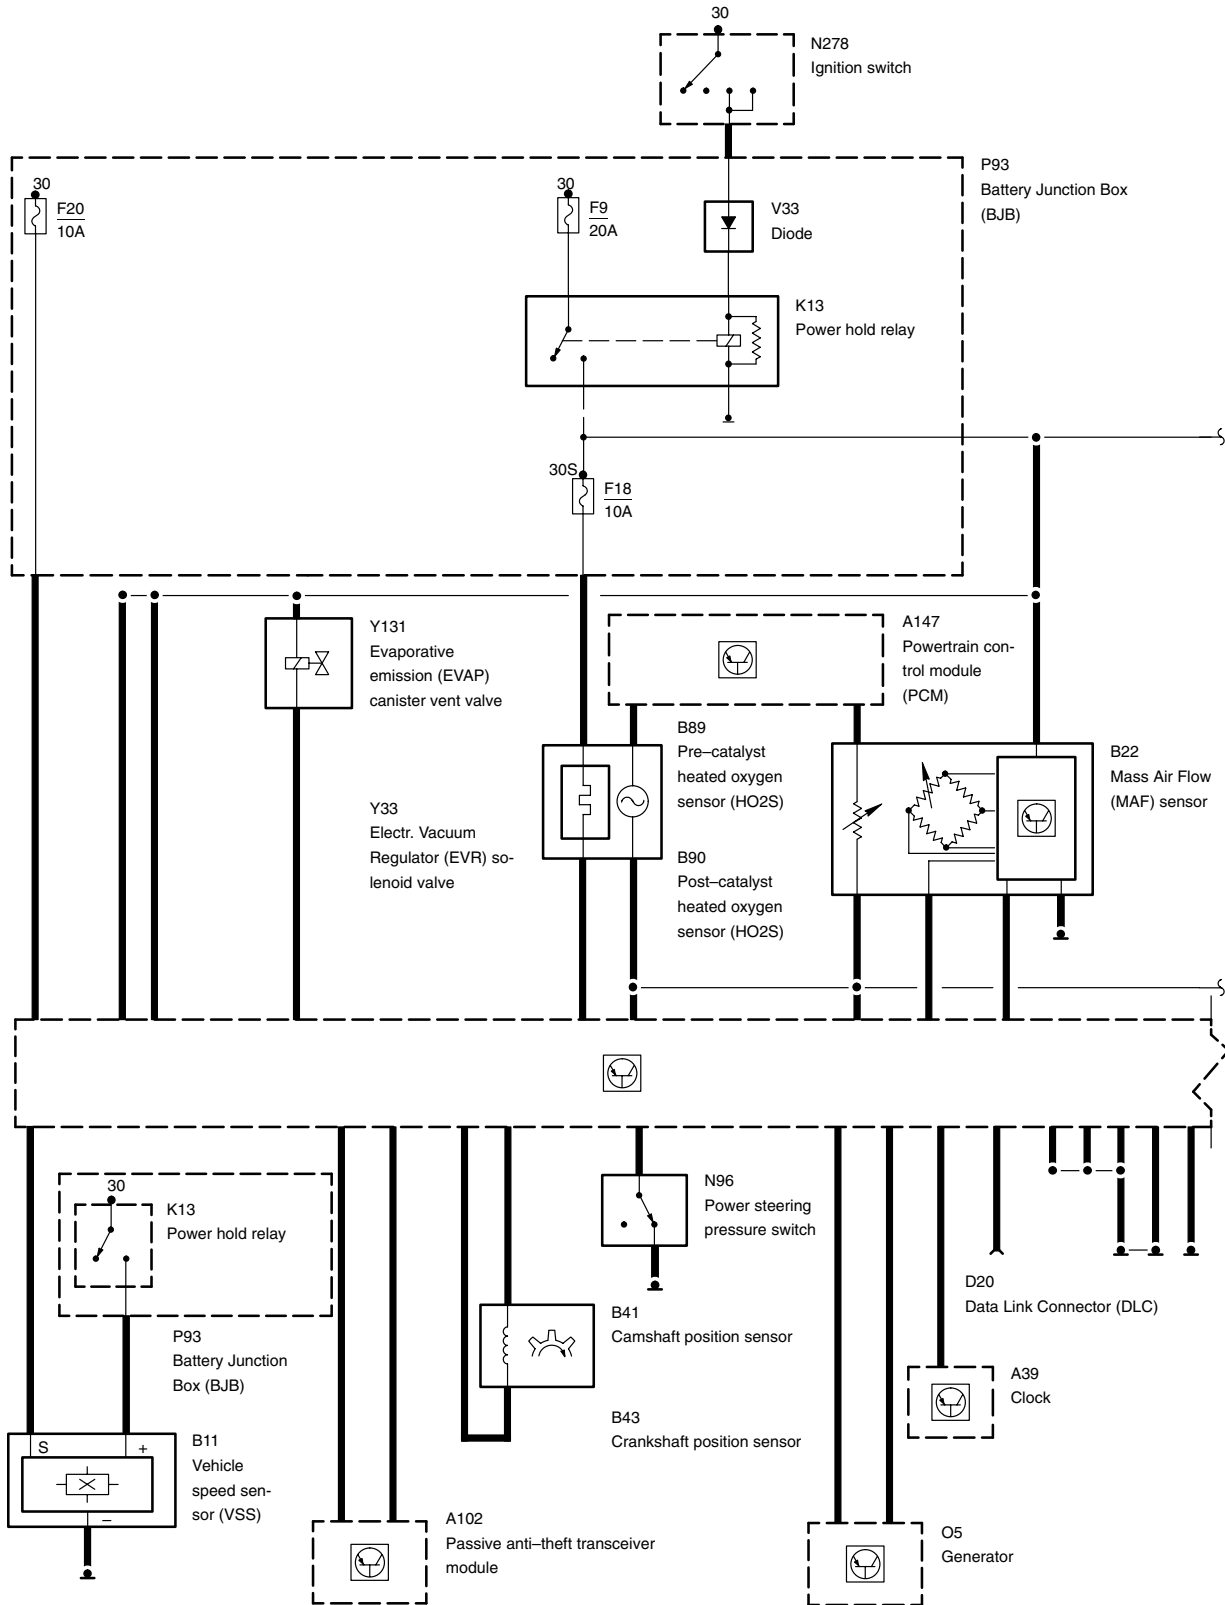 30
N278
Ignition switch
P93
Battery Junction Box
(BJB)
30
F20
10A
30
F9
20A
V33
Diode
K13
Power hold relay
30S
F18
10A
Y131
Evaporative
emission (EVAP)
canister vent valve
A147
Powertrain con-
trol module
(PCM)
B89
Pre–catalyst
heated oxygen
sensor (HO2S)
B22
Mass Air Flow
(MAF) sensor
Y33
Electr. Vacuum
Regulator (EVR) so-
lenoid valve
B90
Post–catalyst
heated oxygen
sensor (HO2S)
30
K13
Power hold relay
N96
Power steering
pressure switch
D20
Data Link Connector (DLC)
P93
Battery Junction
Box (BJB)
B41
Camshaft position sensor
A39
Clock
B43
Crankshaft position sensor
S
+
–
B11
Vehicle
speed sen-
sor (VSS)
A102
Passive anti–theft transceiver
module
O5
Generator